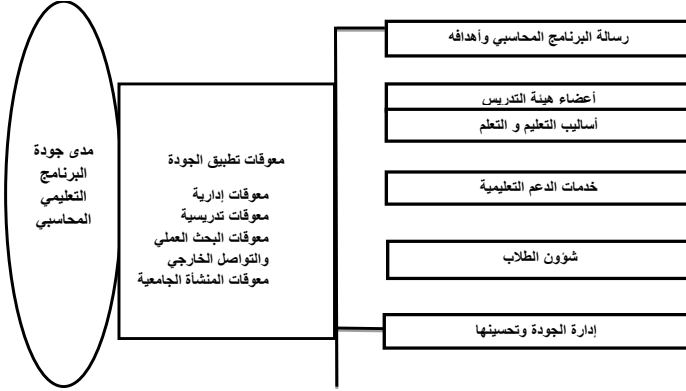 رسالة البرنامج المحاسبي وأهدافه
أعضاء هيئة التدريس
أساليب التعليم و التعلم
خدمات الدعم التعليمية
شؤون الطلاب
إدارة الجودة وتحسينها
معوقات تطبيق الجودة
معوقات إدارية
معوقات تدريسية
معوقات البحث العملي
والتواصل الخارجي
معوقات المنشأة الجامعية
مدى جودة
البرنامج
التعليمي
المحاسبي